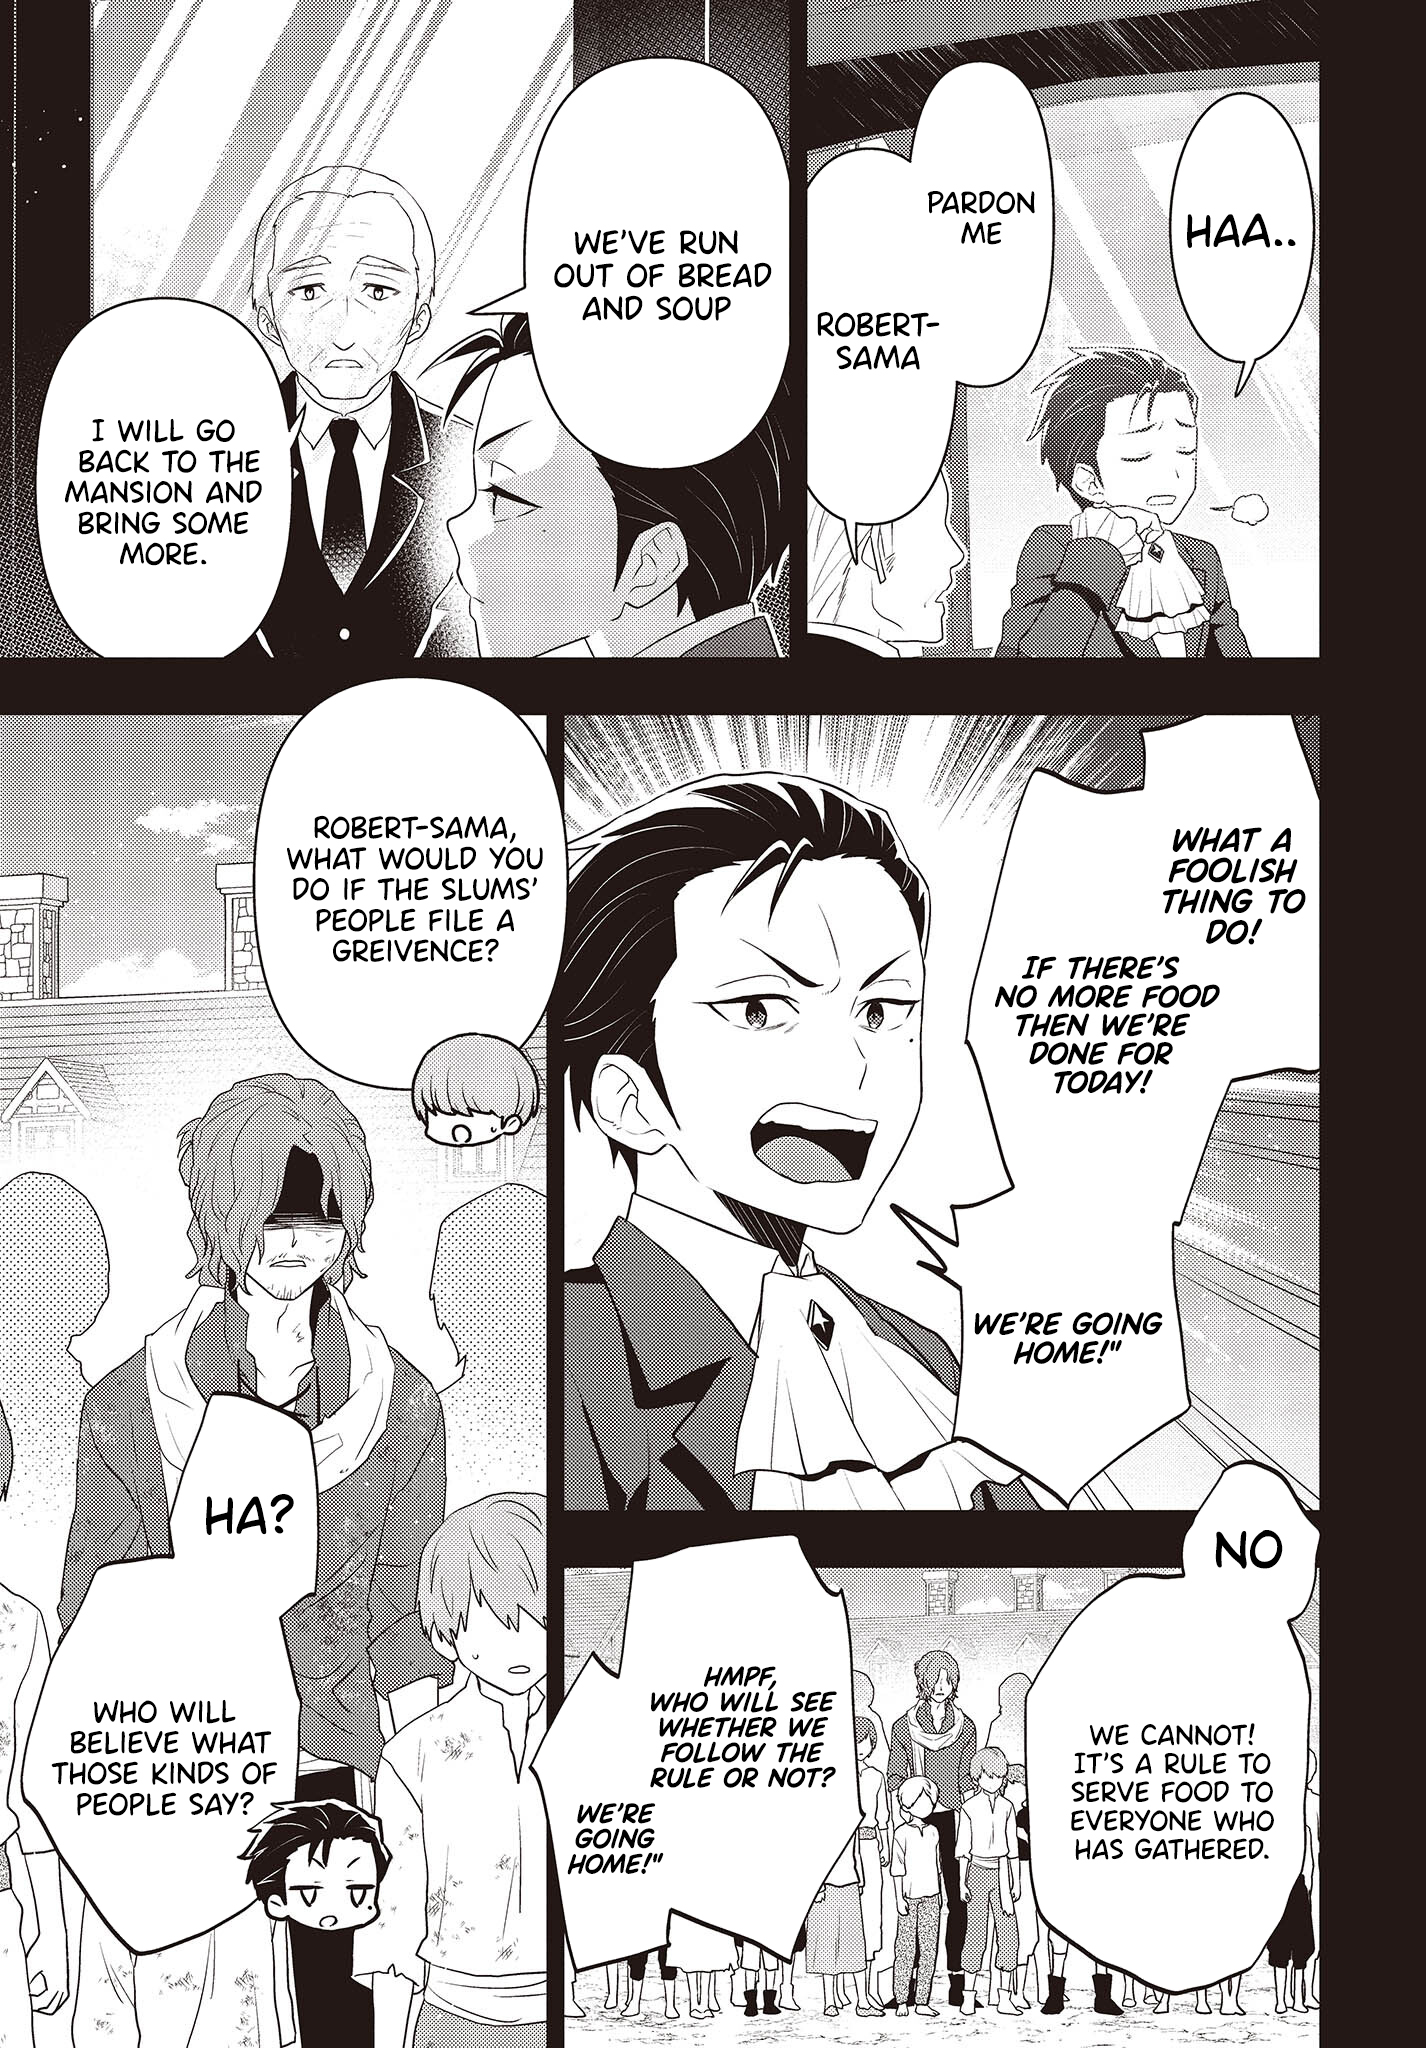 HAA..
PARDON
ME
ROBERT-
SAMA
WE'VE RUN
OUT OF BREAD
AND SOUP
I WILL GO
BACK TO THE
MANSION AND
BRING SOME
MORE.
WHAT A
FOOLISH
THING TO
DO!
IF THERE'S
NO MORE FOOD
THEN WE'RE
DONE FOR
TODAY!
WE'RE GOING
HOME!"
NO
WE CANNOT!
IT'S A RULE TO
SERVE FOOD TO
EVERYONE WHO
HAS GATHERED.
HMPF,
WHO WILL SEE
WHETHER WE
FOLLOW THE
RULE OR NOT?
WE'RE
GOING
HOME!"
ROBERT-SAMA,
WHAT WOULD YOU
DO IF THE SLUMS'
PEOPLE FILE A
GREIVENCE?
HA?
WHO WILL
BELIEVE WHAT
THOSE KINDS OF
PEOPLE SAY?